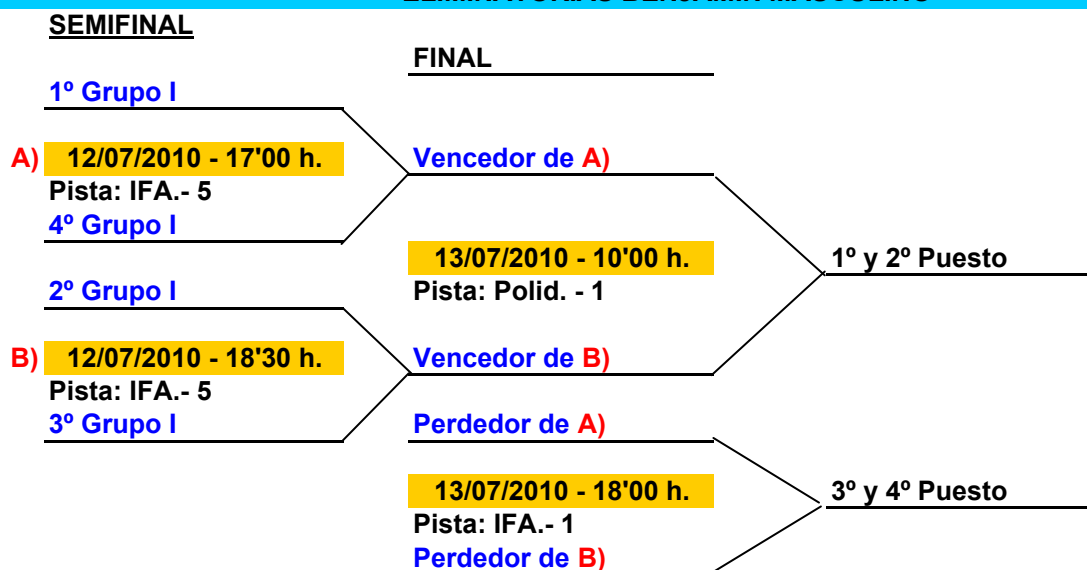 SEMIFINAL
FINAL
1º Grupo I
A) 12/07/2010 - 17'00 h.
Vencedor de A)
Pista: IFA.- 5
4º Grupo I
13/07/2010 - 10'00 h.
1º y 2º Puesto
2º Grupo I
Pista: Polid. - 1
B) 12/07/2010 - 18'30 h.
Vencedor de B)
Pista: IFA.- 5
3º Grupo I
Perdedor de A)
13/07/2010 - 18'00 h.
3º y 4º Puesto
Pista: IFA.- 1
Perdedor de B)